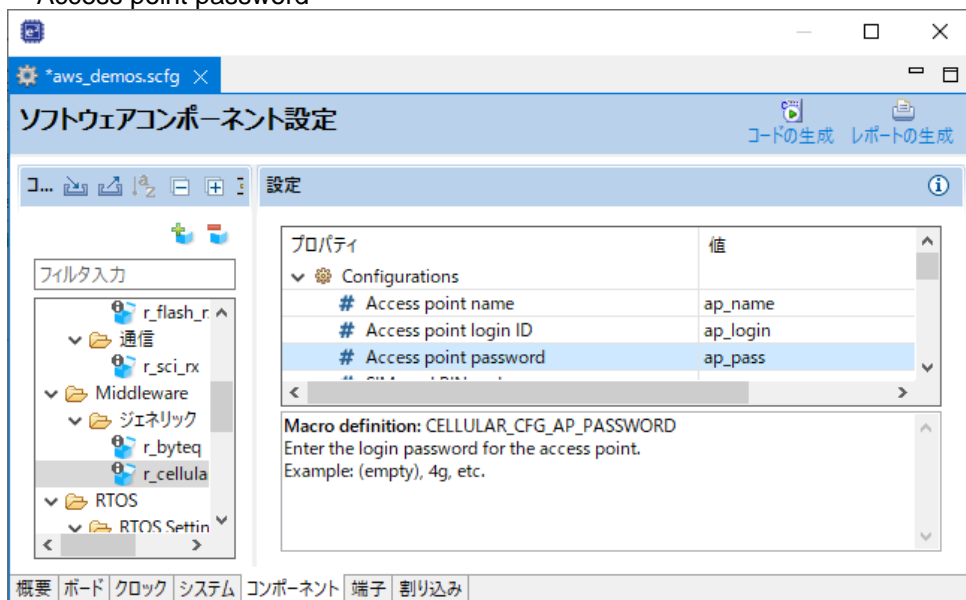 Access point password
*aws_demos.scfg
ソフトウェアコンポーネント設定
コードの生成 レポートの生成
コ...
設定
フィルタ入力
r_flash_r
通信
r_sci_rx
Middleware
ジェネリック
r_byteq
r_cellula
RTOS
RTOS Settin
プロパティ 値
Configurations
# Access point name ap_name
# Access point login ID ap_login
# Access point password ap_pass
Macro definition: CELLULAR_CFG_AP_PASSWORD
Enter the login password for the access point.
Example: (empty), 4g, etc.
概要 ボード クロック システム コンポーネント 端子 割り込み